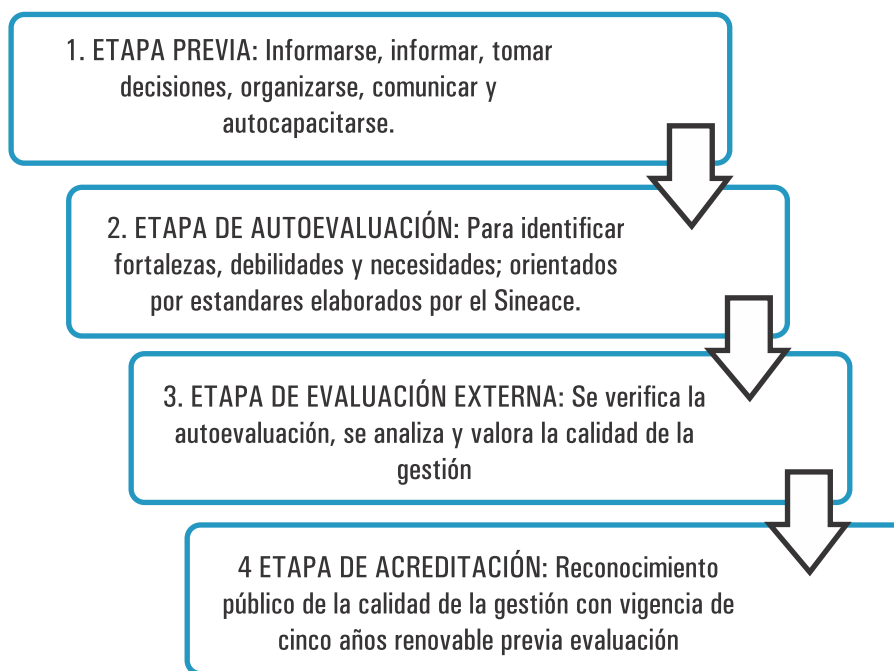 1. ETAPA PREVIA: Informarse, informar, tomar
decisiones, organizarse, comunicar y
autocapacitarse.
2. ETAPA DE AUTOEVALUACIÓN: Para identificar
fortalezas, debilidades y necesidades; orientados
por estandares elaborados por el Sineace.
3. ETAPA DE EVALUACIÓN EXTERNA: Se verifica la
autoevaluación, se analiza y valora la calidad de la
gestión
4 ETAPA DE ACREDITACIÓN: Reconocimiento
público de la calidad de la gestión con vigencia de
cinco años renovable previa evaluación